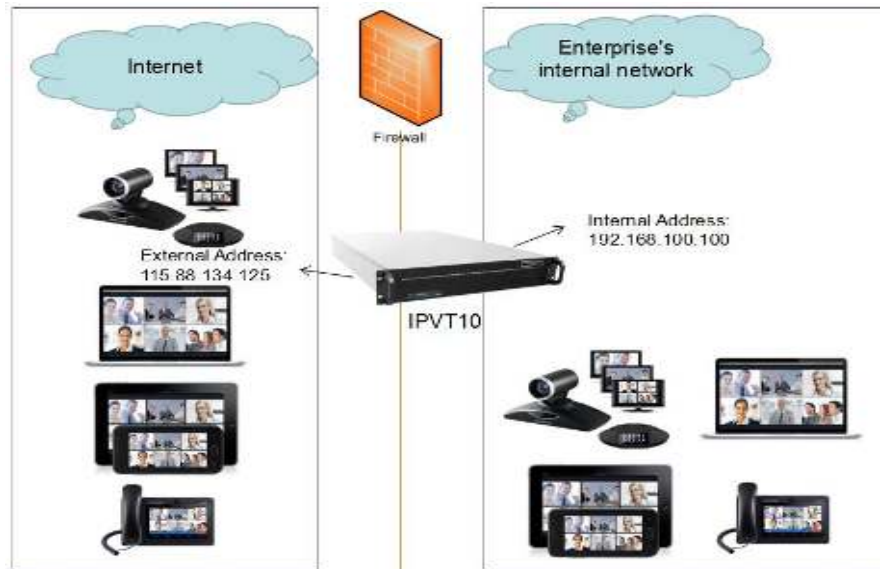 Internet
Firewall
Enterprise's
internal network
Internal Address:
192.168.100.100
External Address:
115.88.134.125
IPVT10